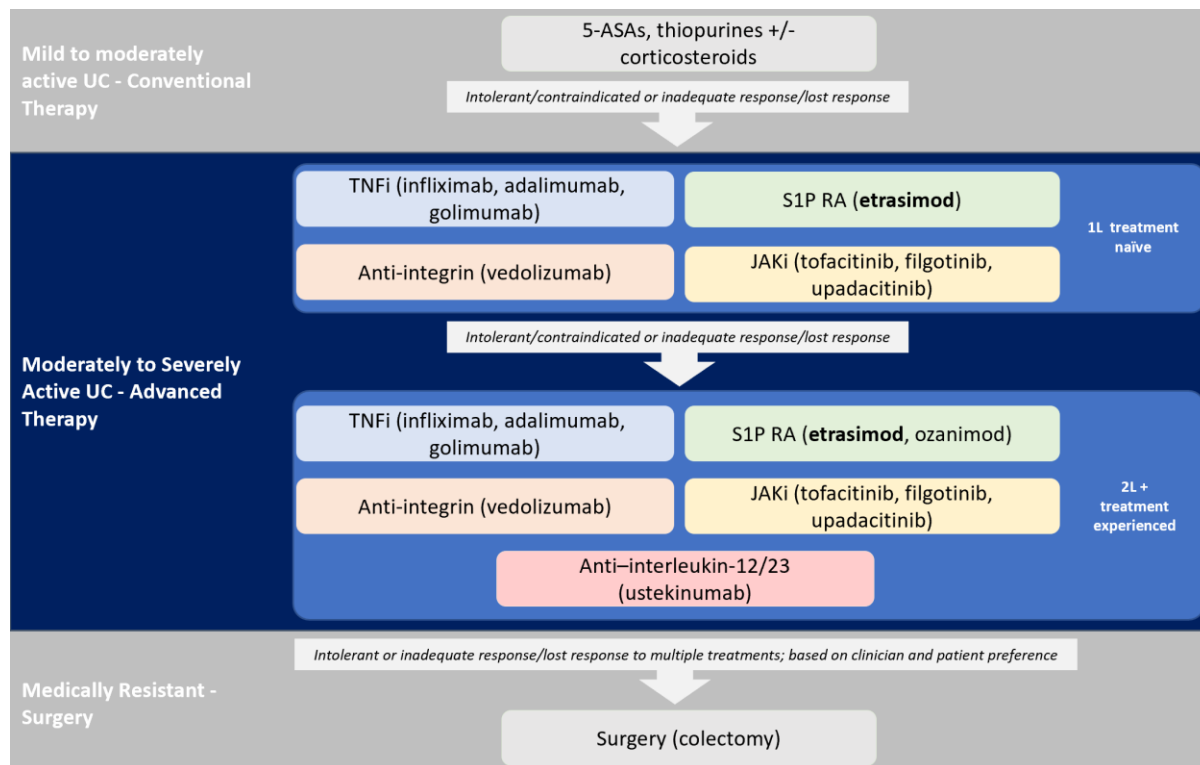 5-ASAs, thiopurines +/-
corticosteroids
Mild to moderately
active UC - Conventional
Therapy
Intolerant/contraindicated or inadequate response/lost response
TNFi (infliximab, adalimumab,
golimumab)
S1P RA (etrasimod)
1L treatment
naïve
Anti-integrin (vedolizumab)
JAKi (tofacitinib, filgotinib,
upadacitinib)
Intolerant/contraindicated or inadequate response/lost response
Moderately to Severely
Active UC - Advanced
Therapy
TNFi (infliximab, adalimumab,
golimumab)
S1P RA (etrasimod, ozanimod)
Anti-integrin (vedolizumab)
JAKi (tofacitinib, filgotinib,
upadacitinib)
2L +
treatment
experienced
Anti–interleukin-12/23
(ustekinumab)
Intolerant or inadequate response/lost response to multiple treatments; based on clinician and patient preference
Medically Resistant -
Surgery
Surgery (colectomy)